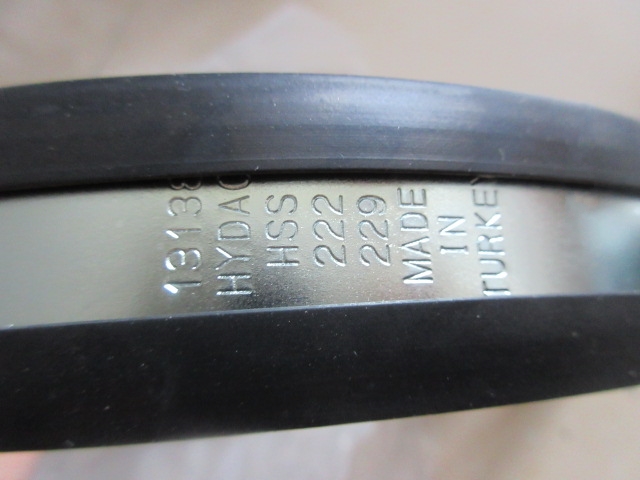 13138
HYDAC
HSS
222
229
MADE
IN
TURKEY